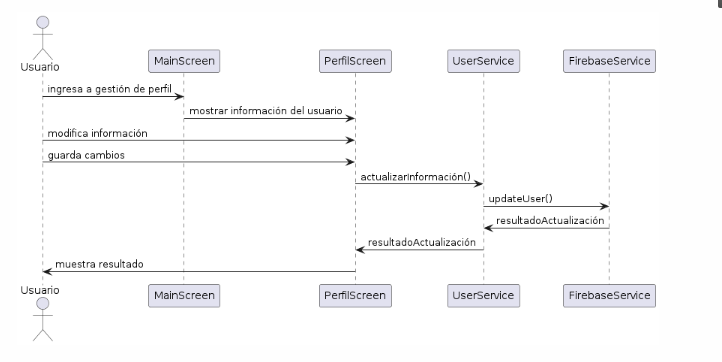 Usuario
MainScreen
PerfilScreen
UserService
FirebaseService
ingresa a gestión de perfil
mostrar información del usuario
modifica información
guarda cambios
actualizarInformación()
updateUser()
resultadoActualización
resultadoActualización
muestra resultado
Usuario
MainScreen
PerfilScreen
UserService
FirebaseService